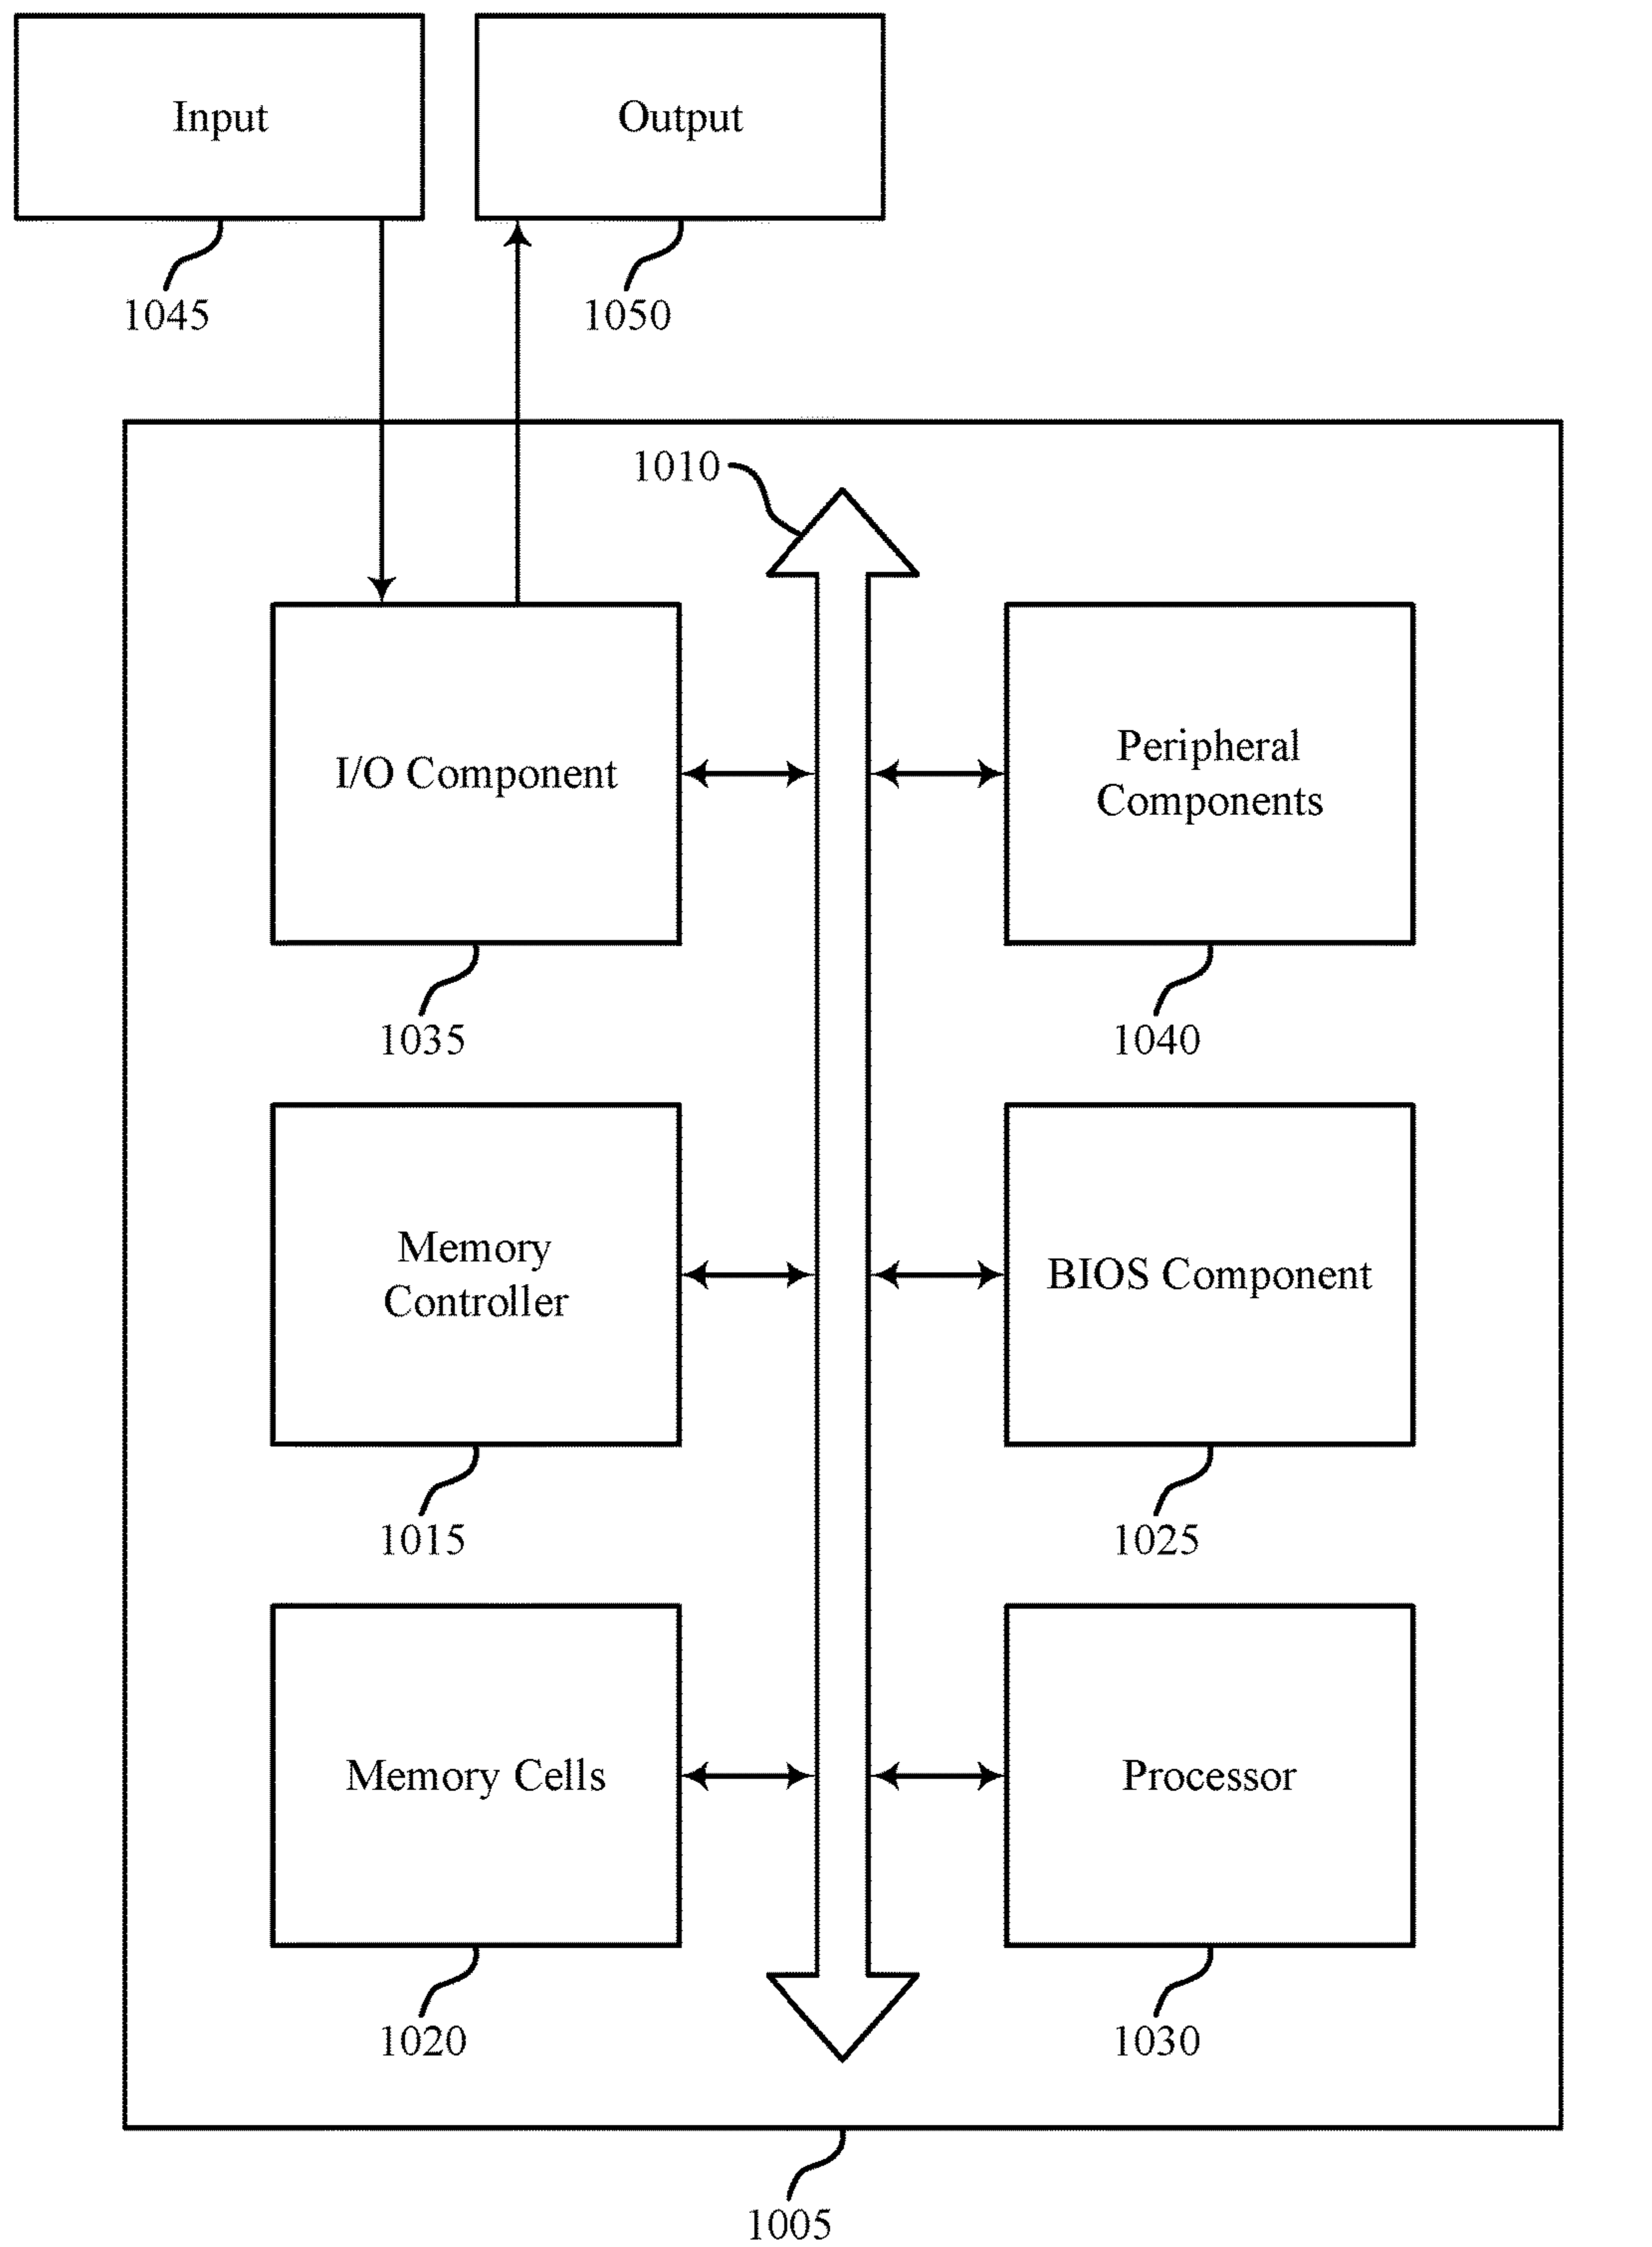 Input
Output
1045
1050
1010
I/O Component
Peripheral
Components
1035
1040
Memory
Controller
BIOS Component
1015
1025
Memory Cells
Processor
1020
1030
1005